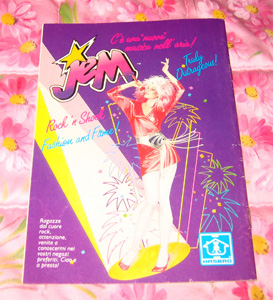 JEM
C'è una "nuova"
musica nell'aria!
Truly
Outrageous!
Rock 'n Shock
Fashion and Fame!
Ragazze
dal cuore
rock,
attenzione,
venite a
conoscermi nei
vostri negozi
preferiti. Ciao
a presto!
HASBRO